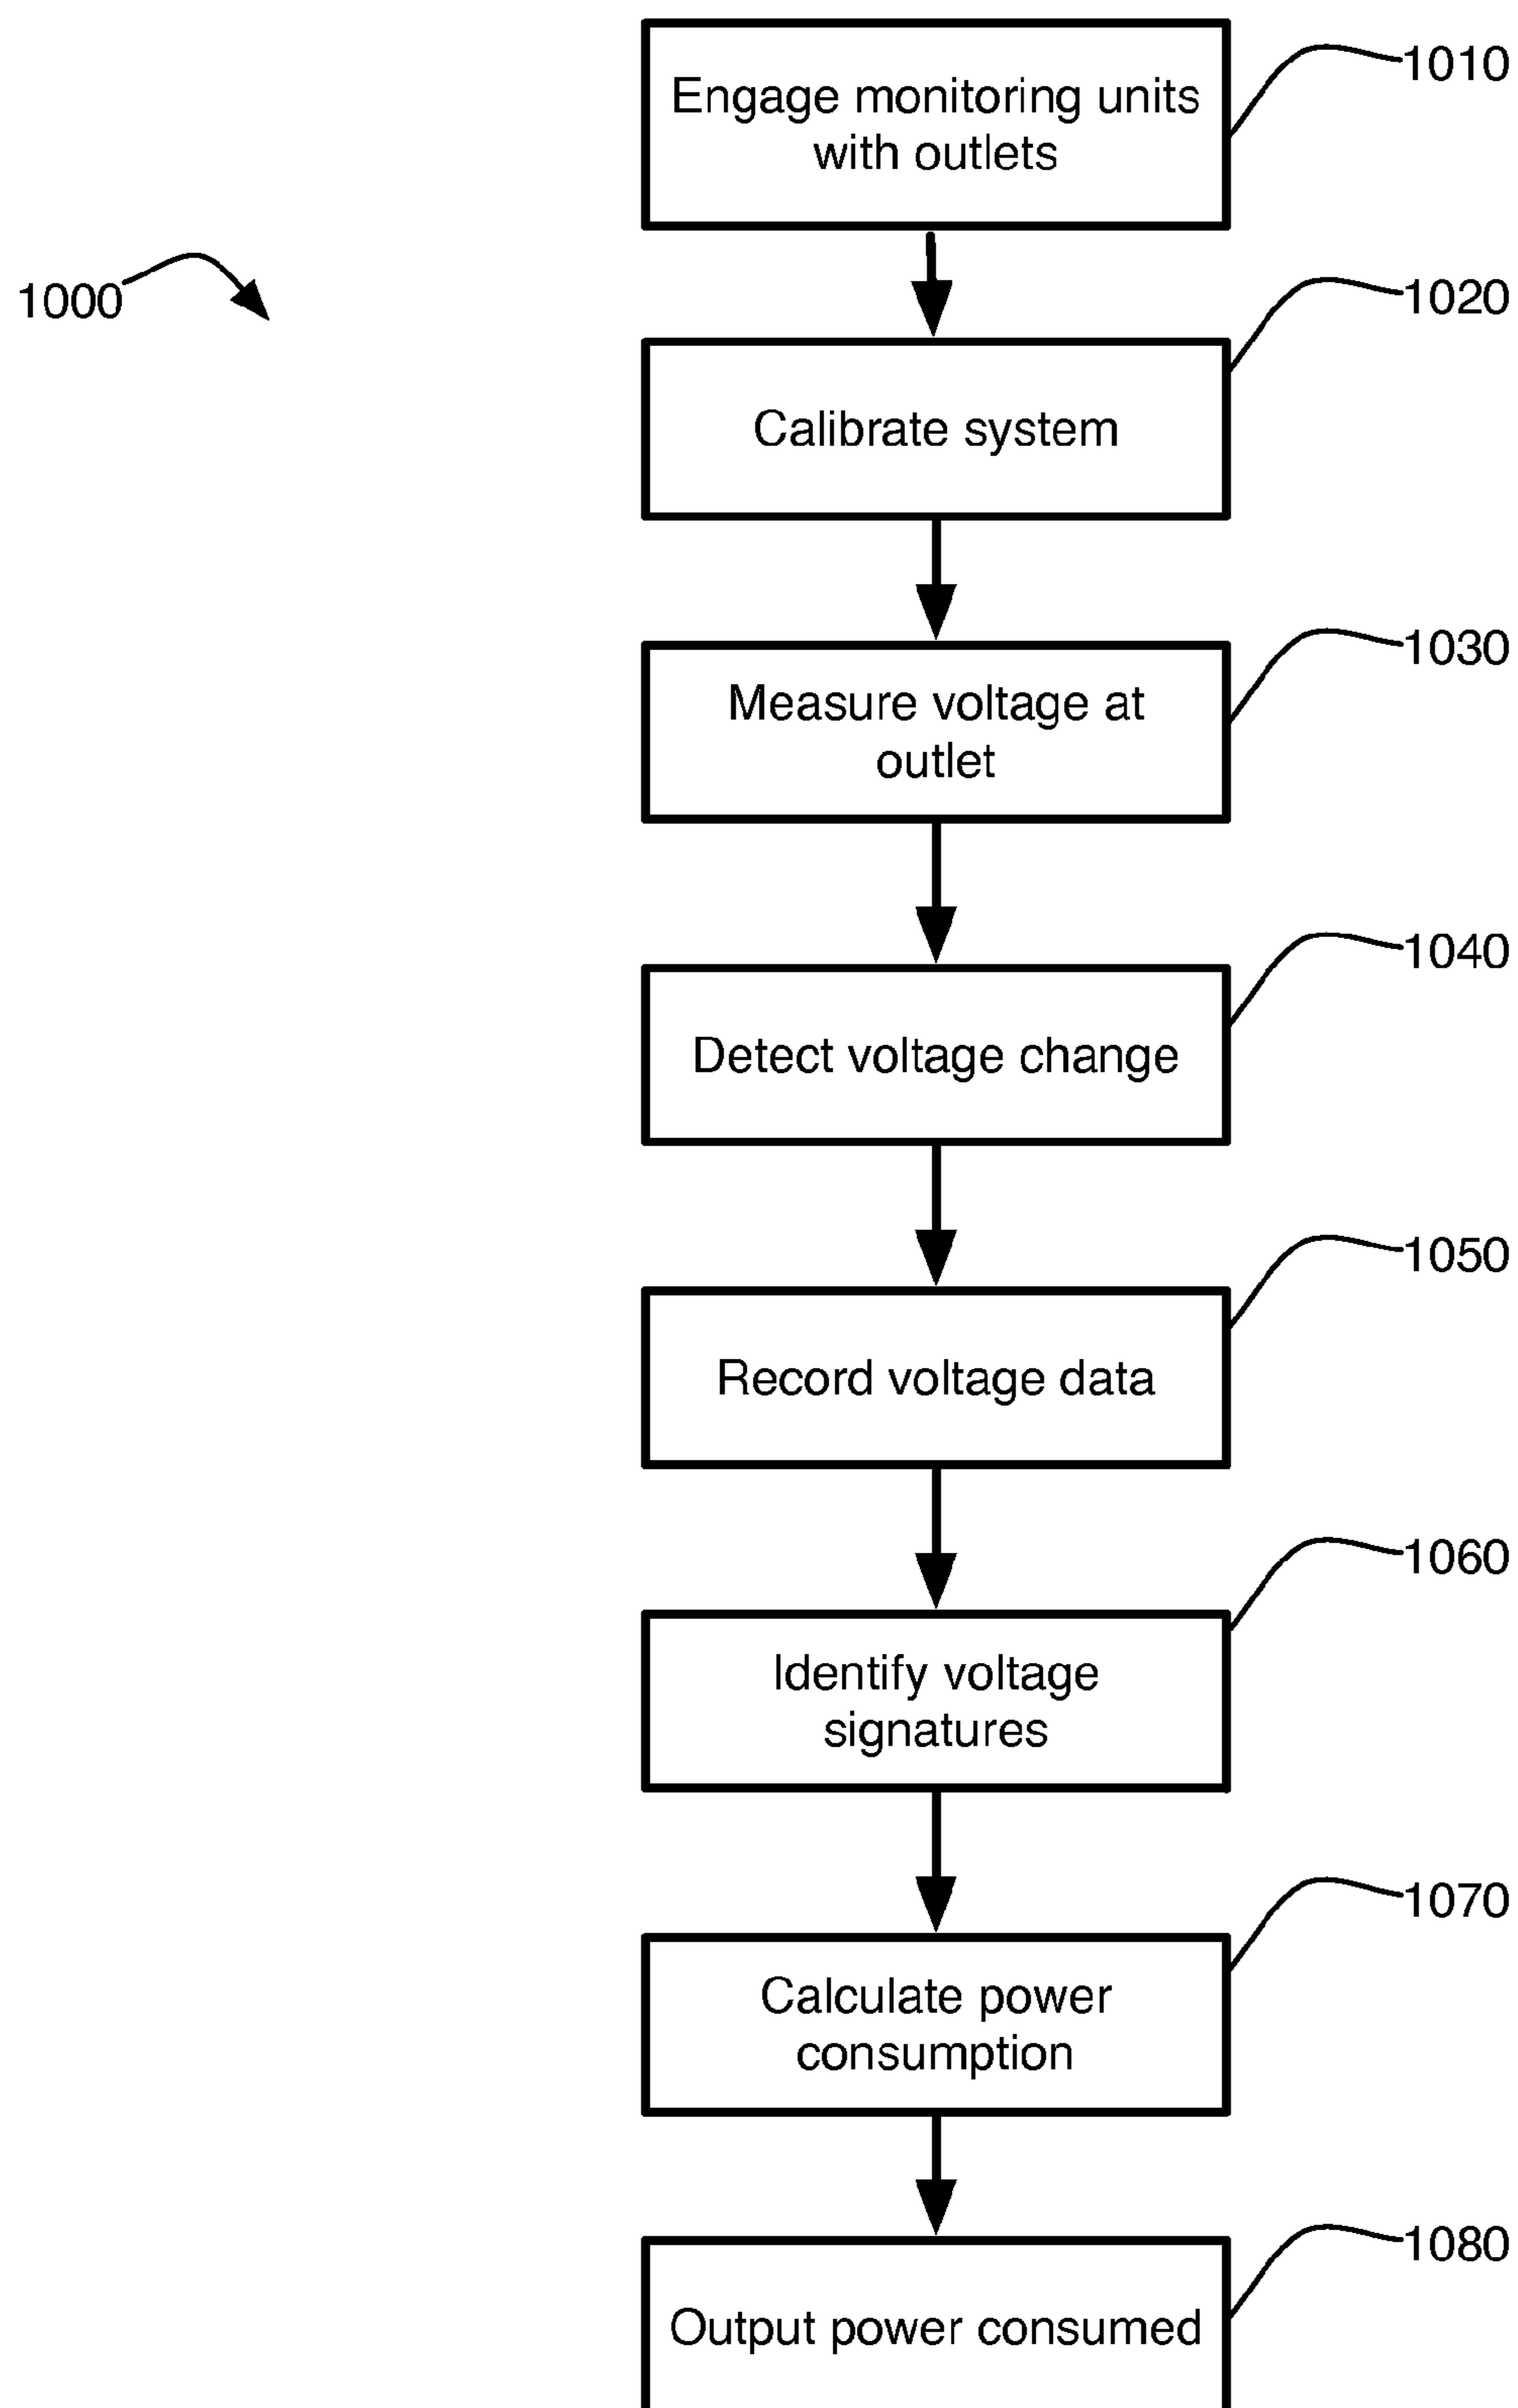 Engage monitoring units
with outlets
1010
1000
Calibrate system
1020
Measure voltage at
outlet
1030
Detect voltage change
1040
Record voltage data
1050
Identify voltage
signatures
1060
Calculate power
consumption
1070
Output power consumed
1080